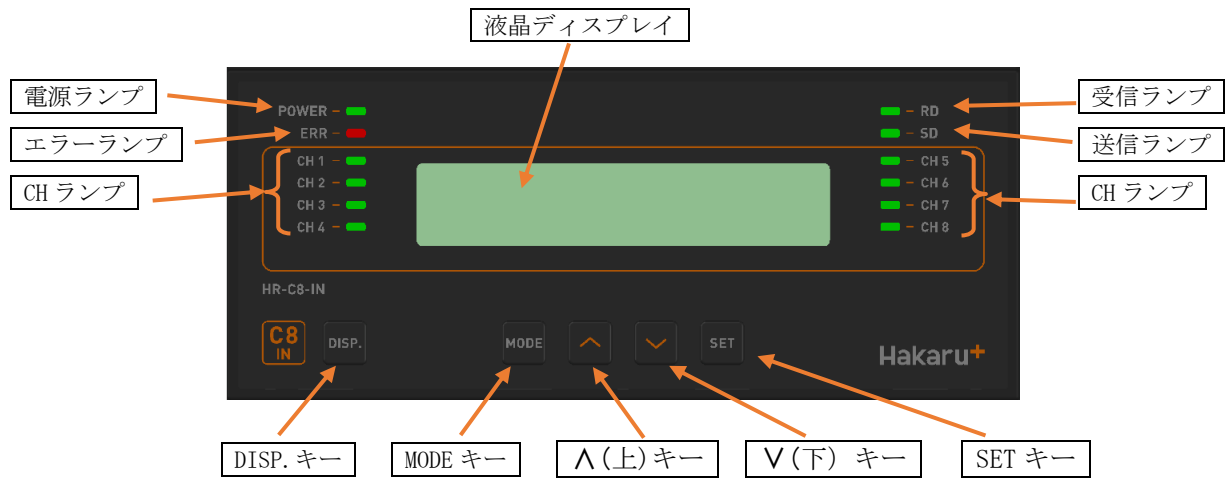 液晶ディスプレイ
電源ランプ
エラーランプ
CH ランプ
POWER
ERR
CH 1
CH 2
CH 3
CH 4
RD
SD
CH 5
CH 6
CH 7
CH 8
受信ランプ
送信ランプ
CH ランプ
HR-C8-IN
C8
IN
DISP.
MODE
SET
Hakaru+
DISP.キー
MODE キー
∧(上)キー
∨(下) キー
SET キー